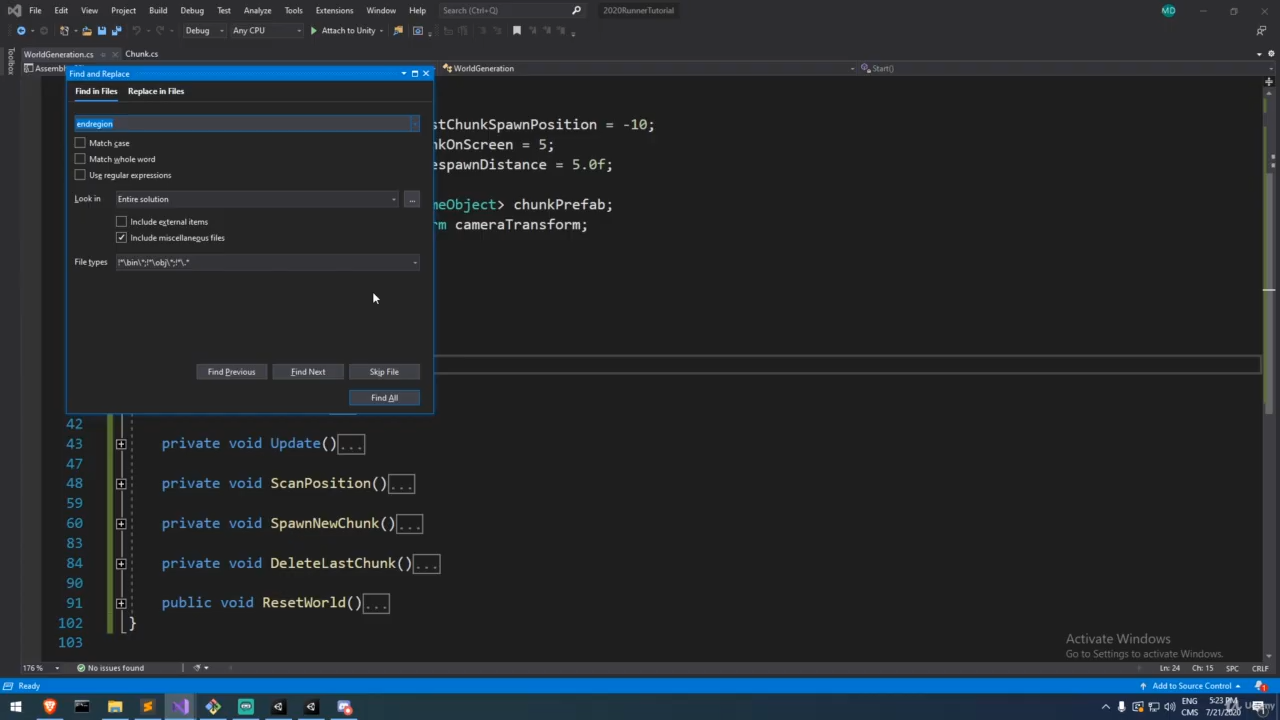 File Edit View Project Build Debug Test Analyze Tools Extensions Window Help Search (Ctrl+Q) 2020RunnerTutorial MD
Debug Any CPU Attach to Unity
Toolbox
WorldGeneration.cs Chunk.cs
Assemb WorldGeneration Start()
Find and Replace
Find in Files Replace in Files
endregion
Match case
Match whole word
Use regular expressions
Look in Entire solution ...
Include external items
Include miscellaneous files
File types !*\bin\*;!*\obj\*;!*\.*
Find Previous Find Next Skip File
Find All
stChunkSpawnPosition = -10;
nkOnScreen = 5;
espawnDistance = 5.0f;
meObject> chunkPrefab;
rm cameraTransform;
42
43 private void Update()...
47
48 private void ScanPosition()...
59
60 private void SpawnNewChunk()...
83
84 private void DeleteLastChunk()...
90
91 public void ResetWorld()...
102 }
103
Activate Windows
Go to Settings to activate Windows.
176 % No issues found Ln: 24 Ch: 15 SPC CRLF
Ready Add to Source Control 1
ENG
CMS
5:23 PM
7/21/2020
Udemy